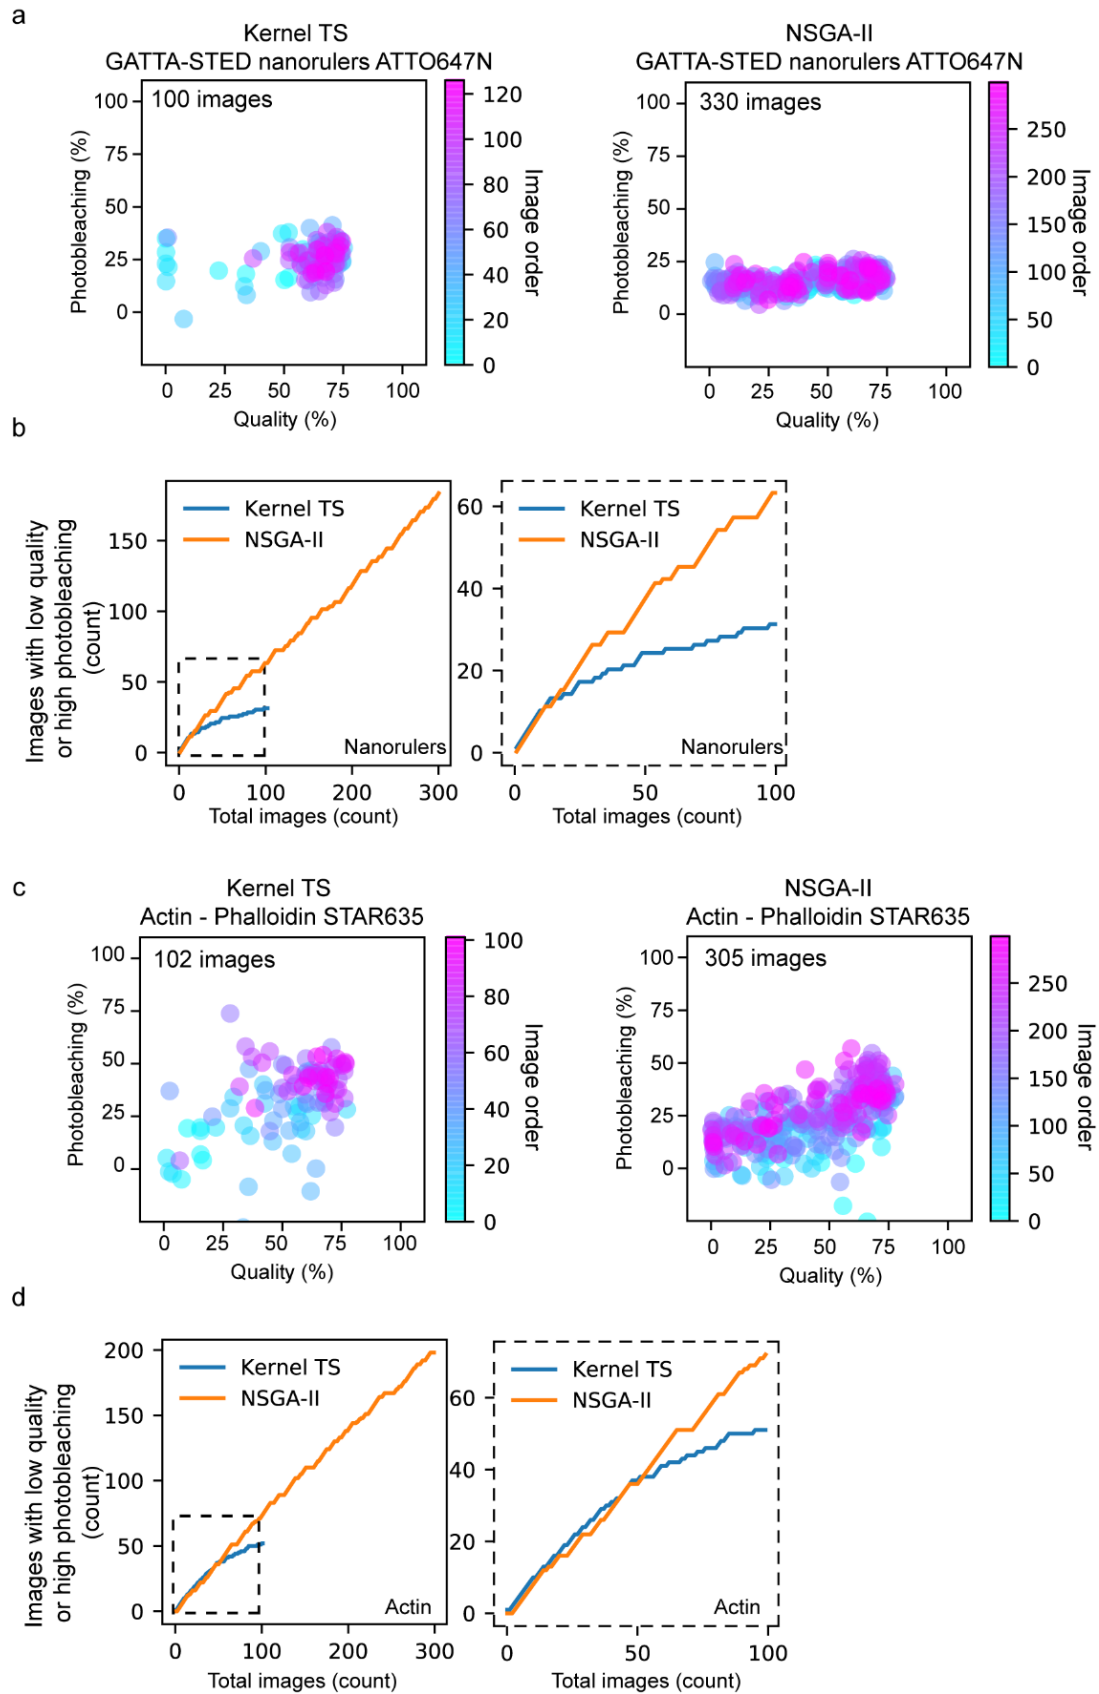 a
Kernel TS
GATTA-STED nanorulers ATTO647N
100 images
100
75
50
25
0
Photobleaching (%)
0 25 50 75 100
Quality (%)
120
100
80
60
40
20
0
Image order
NSGA-II
GATTA-STED nanorulers ATTO647N
330 images
100
75
50
25
0
Photobleaching (%)
0 25 50 75 100
Quality (%)
250
200
150
100
50
0
Image order
b
Images with low quality
or high photobleaching
(count)
Kernel TS
NSGA-II
150
100
50
0
Nanorulers
0 100 200 300
Total images (count)
Kernel TS
NSGA-II
60
40
20
0
Nanorulers
0 50 100
Total images (count)
c
Kernel TS
Actin - Phalloidin STAR635
102 images
100
75
50
25
0
Photobleaching (%)
0 25 50 75 100
Quality (%)
100
80
60
40
20
0
Image order
NSGA-II
Actin - Phalloidin STAR635
305 images
100
75
50
25
0
Photobleaching (%)
0 25 50 75 100
Quality (%)
250
200
150
100
50
0
Image order
d
Images with low quality
or high photobleaching
(count)
Kernel TS
NSGA-II
200
150
100
50
0
Actin
0 100 200 300
Total images (count)
Kernel TS
NSGA-II
60
40
20
0
Actin
0 50 100
Total images (count)